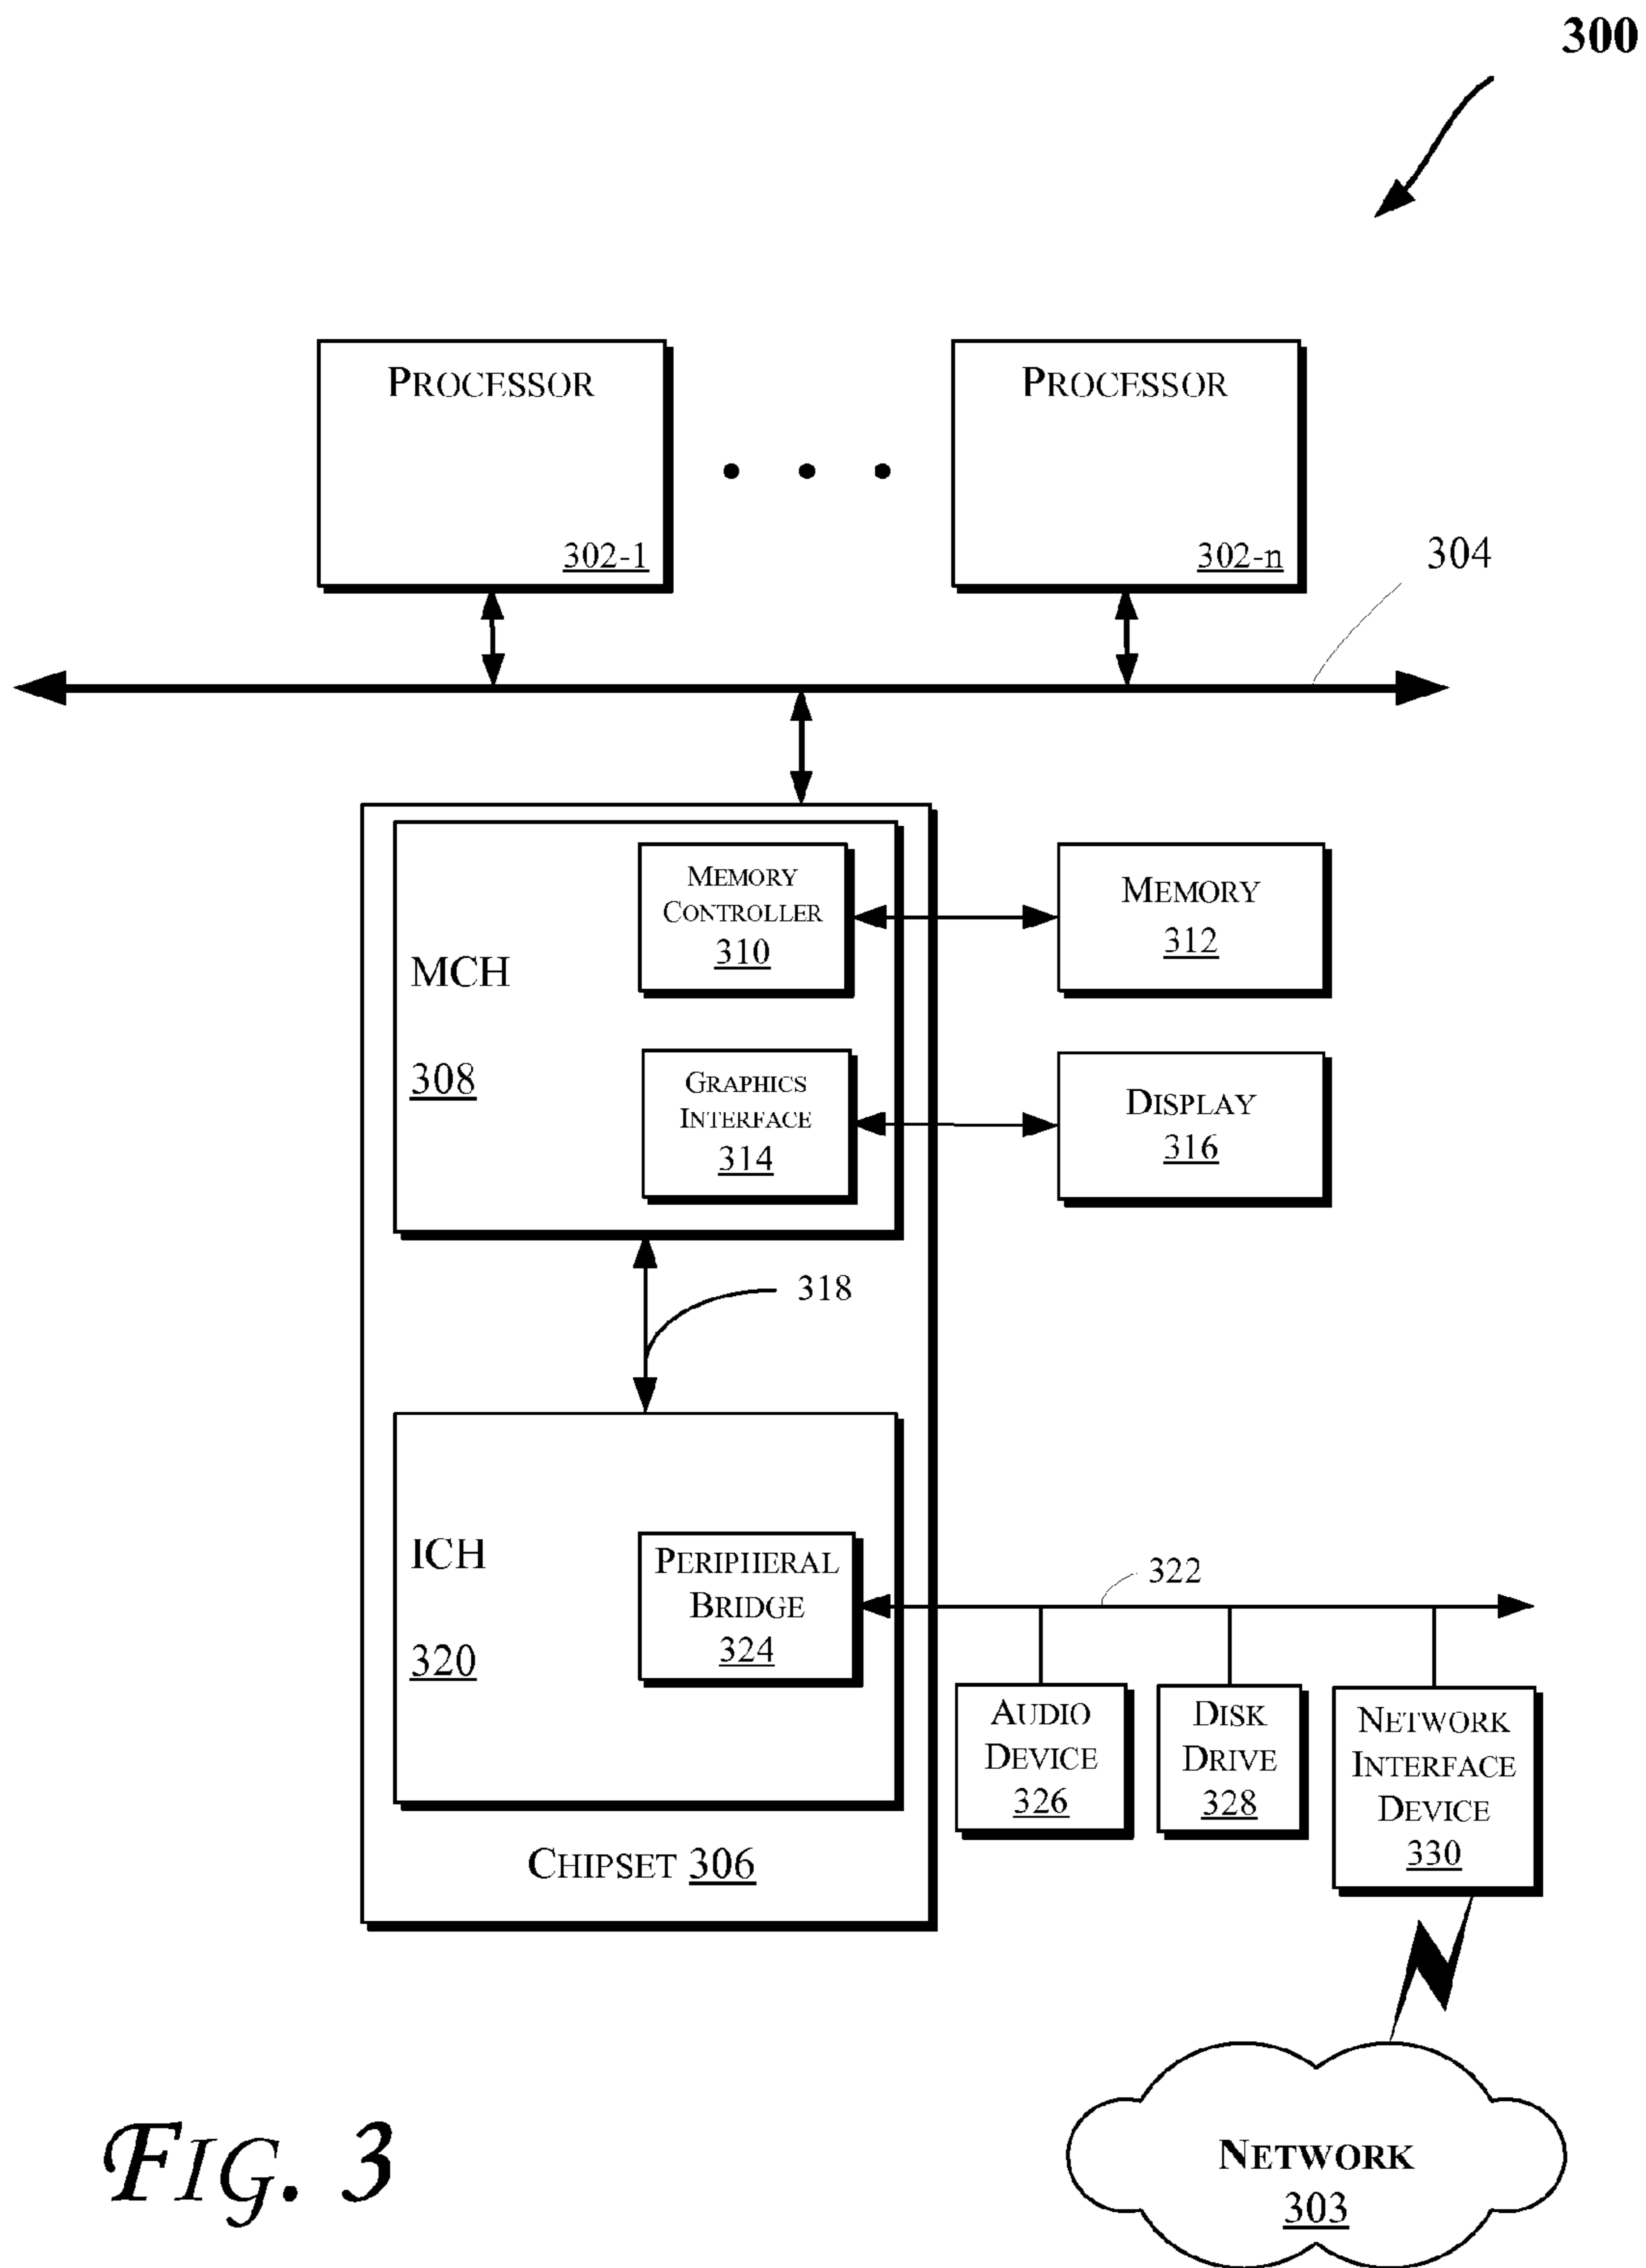 300
PROCESSOR
302-1
PROCESSOR
302-n
304
MEMORY
CONTROLLER
310
MEMORY
312
MCH
308
GRAPHICS
INTERFACE
314
DISPLAY
316
318
ICH
320
PERIPHERAL
BRIDGE
324
322
AUDIO
DEVICE
326
DISK
DRIVE
328
NETWORK
INTERFACE
DEVICE
330
CHIPSET 306
NETWORK
303
FIG. 3